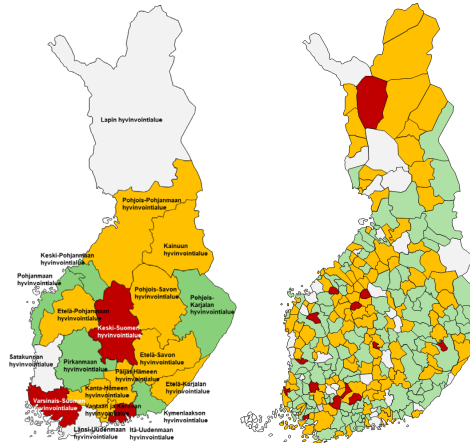 Lapin hyvinvointialue
Pohjois-Pohjanmaan
hyvinvointialue
Kainuun
hyvinvointialue
Keski-Pohjanmaan
hyvinvointialue
Pohjanmaan
hyvinvointialue
Pohjois-Savon
hyvinvointialue
Pohjois-
Karjalan
hyvinvointialue
Etelä-Pohjanmaan
hyvinvointialue
Keski-Suomen
hyvinvointialue
Satakunnan
hyvinvointialue
Pirkanmaan
hyvinvointialue
Etelä-Savon
hyvinvointialue
Päijät-Hämeen
hyvinvointialue
Etelä-Karjalan
hyvinvointialue
Kanta-Hämeen
hyvinvointialue
Varsinais-Suomen
hyvinvointialue
hyvinvointialue
Kymenlaakson
hyvinvointialue
Länsi-Uudenmaan
hyvinvointialue
Itä-Uudenmaan
hyvinvointialue